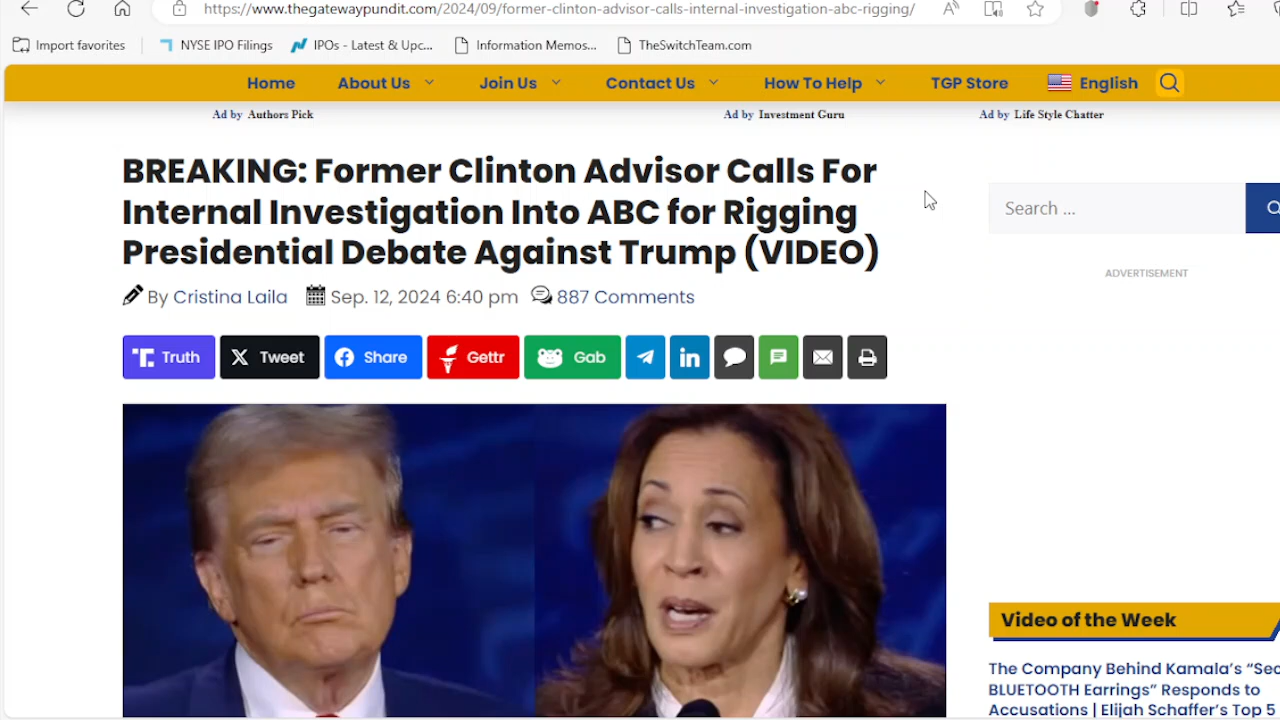 https://www.thegatewaypundit.com/2024/09/former-clinton-advisor-calls-internal-investigation-abc-rigging/
Import favorites NYSE IPO Filings IPOs - Latest & Upc... Information Memos... TheSwitchTeam.com
Home About Us Join Us Contact Us How To Help TGP Store English
Ad by Authors Pick Ad by Investment Guru Ad by Life Style Chatter
BREAKING: Former Clinton Advisor Calls For
Internal Investigation Into ABC for Rigging
Presidential Debate Against Trump (VIDEO)
By Cristina Laila Sep. 12, 2024 6:40 pm 887 Comments
Truth Tweet Share Gettr Gab
Search ...
ADVERTISEMENT
Video of the Week
The Company Behind Kamala's “Sec
BLUETOOTH Earrings” Responds to
Accusations | Elijah Schaffer's Top 5